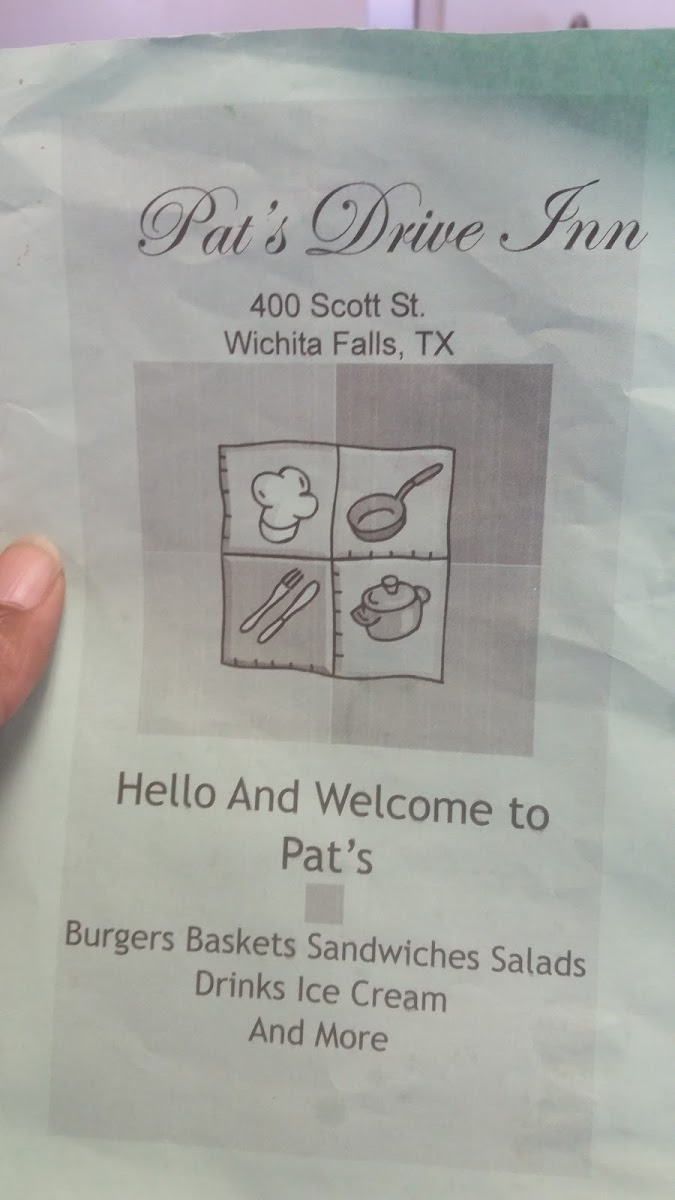 Pat's Drive Inn
400 Scott St.
Wichita Falls, TX
Hello And Welcome to
Pat's
Burgers Baskets Sandwiches Salads
Drinks Ice Cream
And More